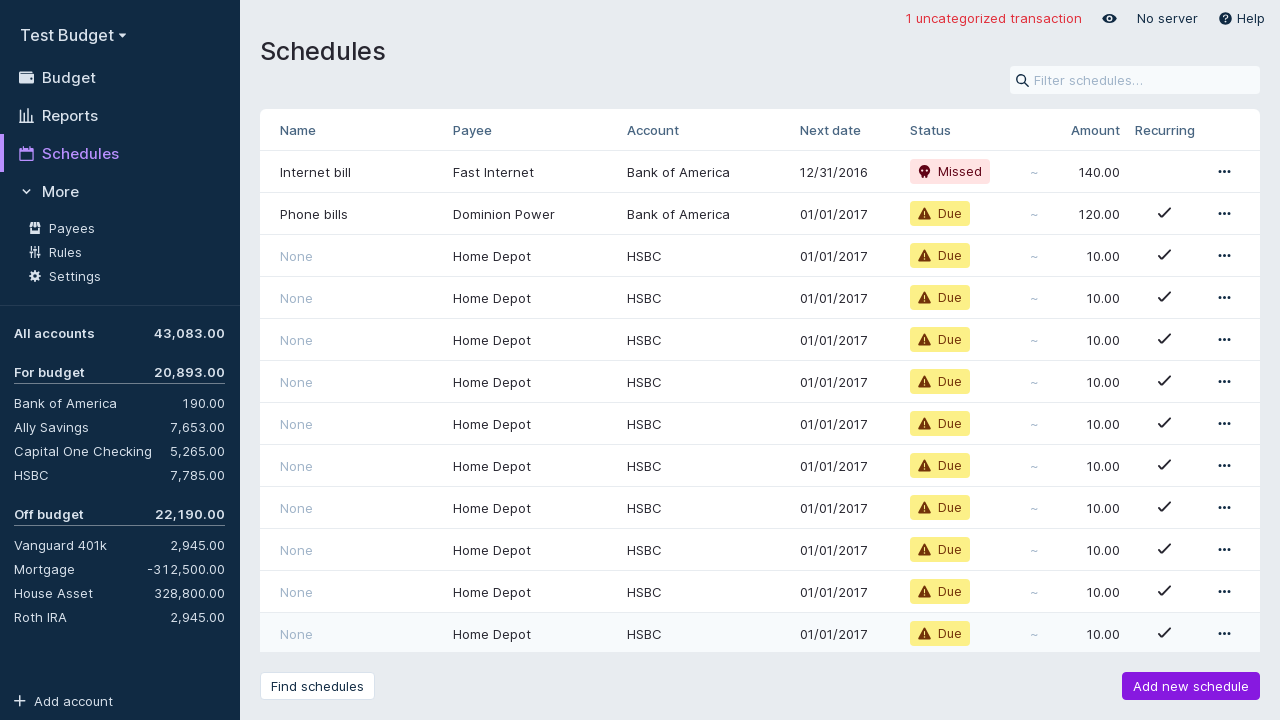 Test Budget
Budget
Reports
Schedules
More
Payees
Rules
Settings
All accounts 43,083.00
For budget 20,893.00
Bank of America 190.00
Ally Savings 7,653.00
Capital One Checking 5,265.00
HSBC 7,785.00
Off budget 22,190.00
Vanguard 401k 2,945.00
Mortgage -312,500.00
House Asset 328,800.00
Roth IRA 2,945.00
Add account
1 uncategorized transaction No server Help
Schedules
Filter schedules...
Name Payee Account Next date Status Amount Recurring
Internet bill Fast Internet Bank of America 12/31/2016 Missed ~ 140.00
Phone bills Dominion Power Bank of America 01/01/2017 Due ~ 120.00
None Home Depot HSBC 01/01/2017 Due ~ 10.00
None Home Depot HSBC 01/01/2017 Due ~ 10.00
None Home Depot HSBC 01/01/2017 Due ~ 10.00
None Home Depot HSBC 01/01/2017 Due ~ 10.00
None Home Depot HSBC 01/01/2017 Due ~ 10.00
None Home Depot HSBC 01/01/2017 Due ~ 10.00
None Home Depot HSBC 01/01/2017 Due ~ 10.00
None Home Depot HSBC 01/01/2017 Due ~ 10.00
None Home Depot HSBC 01/01/2017 Due ~ 10.00
None Home Depot HSBC 01/01/2017 Due ~ 10.00
Find schedules Add new schedule